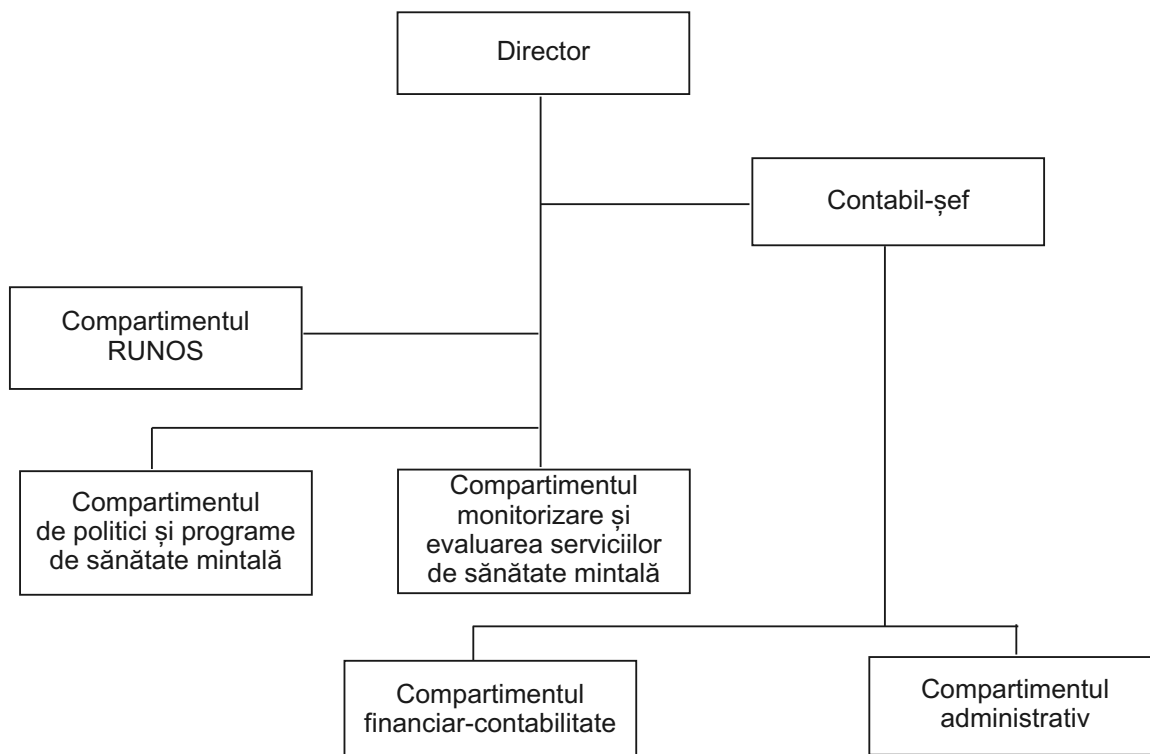 Director
Contabil-șef
Compartimentul
RUNOS
Compartimentul
de politici și programe
de sănătate mintală
Compartimentul
monitorizare și
evaluarea serviciilor
de sănătate mintală
Compartimentul
financiar-contabilitate
Compartimentul
administrativ